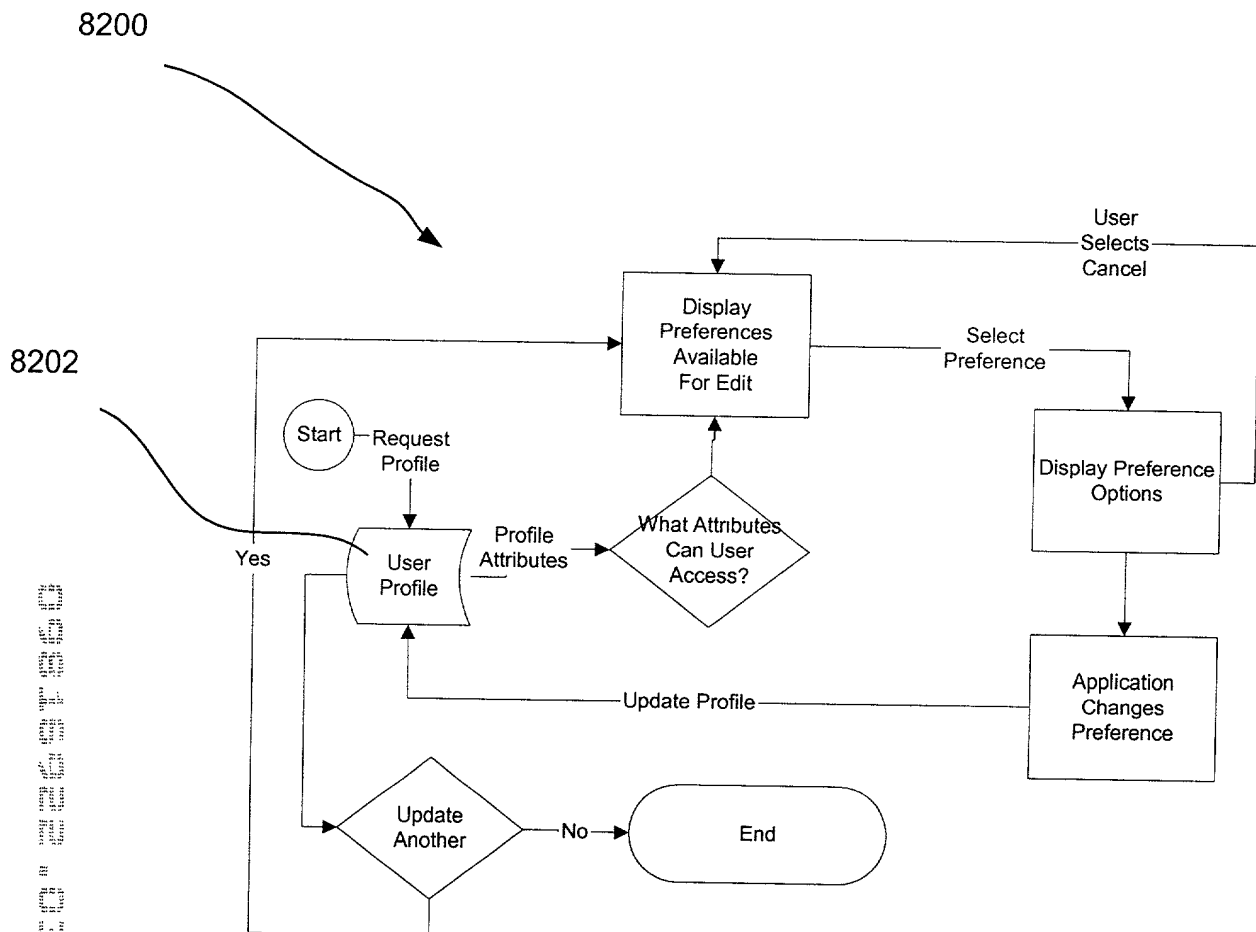 8200
User
Selects
Cancel
Display
Preferences
Available
For Edit
Select
Preference
8202
Start
Request
Profile
Display Preference
Options
What Attributes
Can User
Access?
Profile
Attributes
User
Profile
Yes
Application
Changes
Preference
Update Profile
Update
Another
No
End